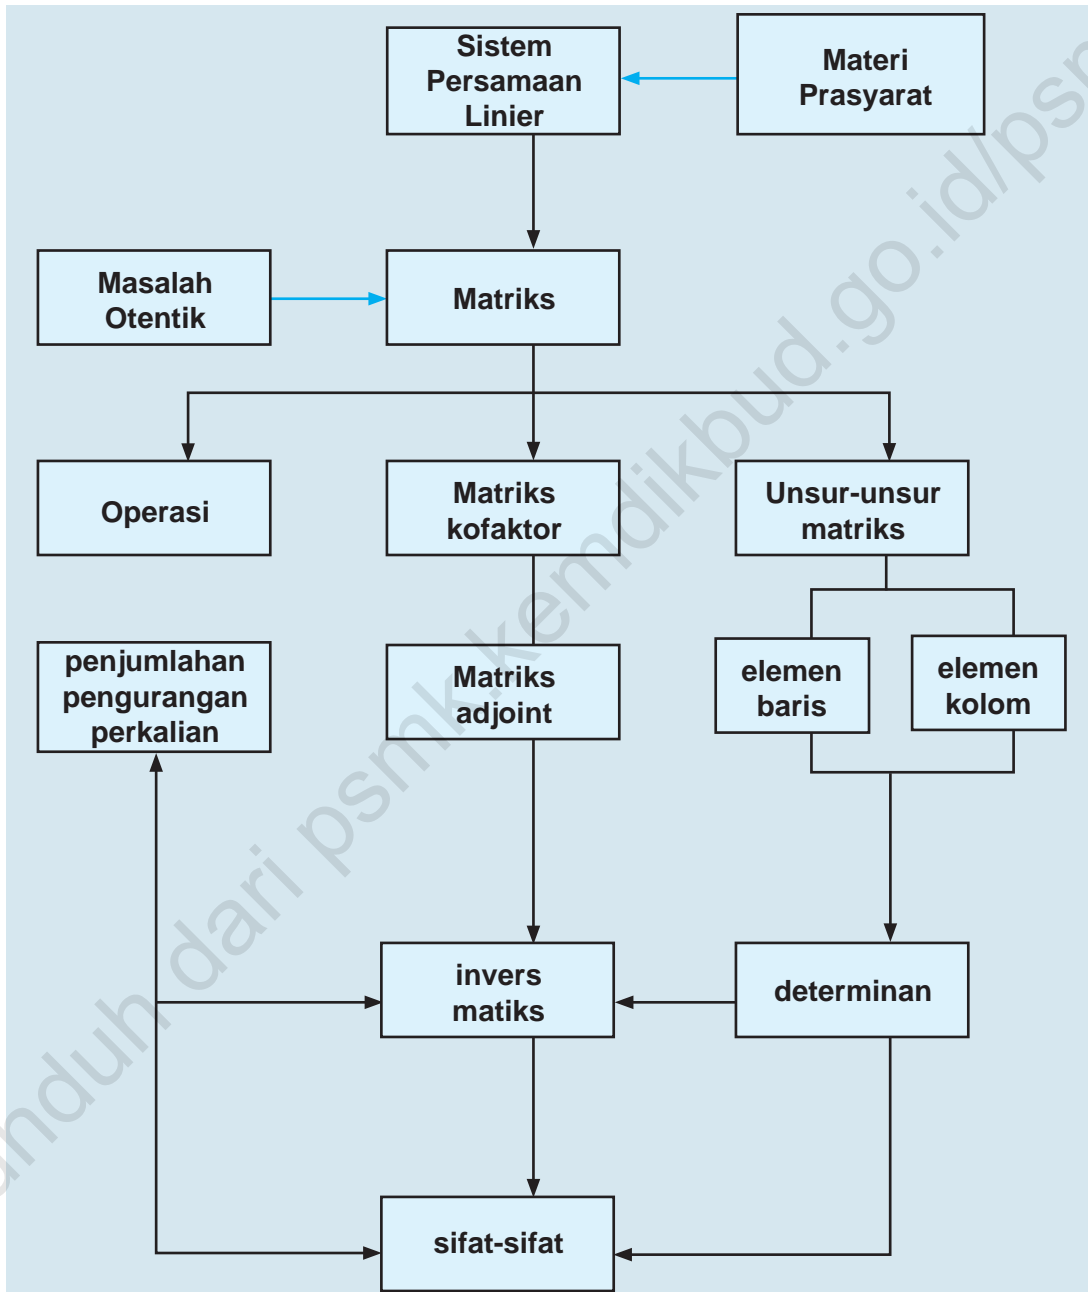 Sistem
Persamaan
Linier
Materi
Prasyarat
Masalah
Otentik
Matriks
Operasi
Matriks
kofaktor
Unsur-unsur
matriks
penjumlahan
pengurangan
perkalian
Matriks
adjoint
elemen
baris
elemen
kolom
invers
matiks
determinan
sifat-sifat
nduh dari psmk.kemdikbud.go.id/psm